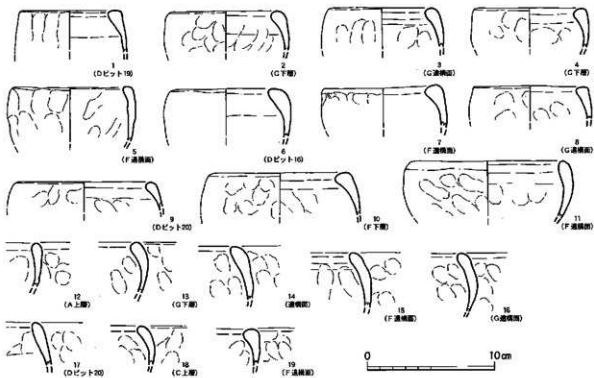 1
(Dピット19)
2
(C下層)
3
(G遺構面)
4
(C下層)
5
(F遺構面)
6
(Dピット16)
7
(F遺構面)
8
(G遺構面)
9
(Dピット20)
10
(F下層)
11
(F遺構面)
12
(A上層)
13
(G下層)
14
(遺構面)
15
(F遺構面)
16
(G遺構面)
17
(Dピット20)
18
(C上層)
19
(F遺構面)
0 10cm